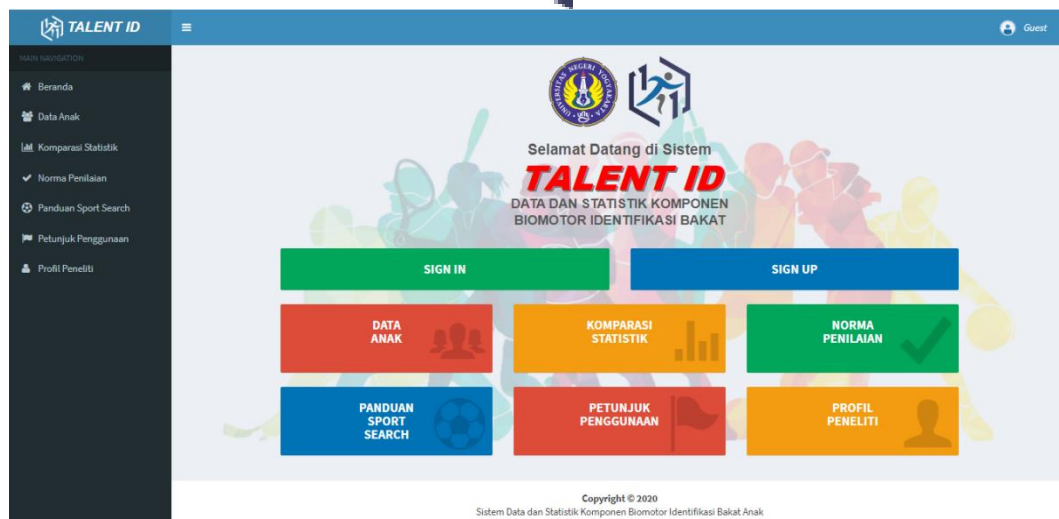 TALENT ID
Guest
MAIN NAVIGATION
Beranda
Data Anak
Komparasi Statistik
Norma Penilaian
Panduan Sport Search
Petunjuk Penggunaan
Profil Peneliti
UNIVERSITAS NEGERI YOGYAKARTA
Selamat Datang di Sistem
TALENT ID
DATA DAN STATISTIK KOMPONEN
BIOMOTOR IDENTIFIKASI BAKAT
SIGN IN
SIGN UP
DATA
ANAK
KOMPARASI
STATISTIK
NORMA
PENILAIAN
PANDUAN
SPORT
SEARCH
PETUNJUK
PENGGUNAAN
PROFIL
PENELITI
Copyright © 2020
Sistem Data dan Statistik Komponen Biomotor Identifikasi Bakat Anak